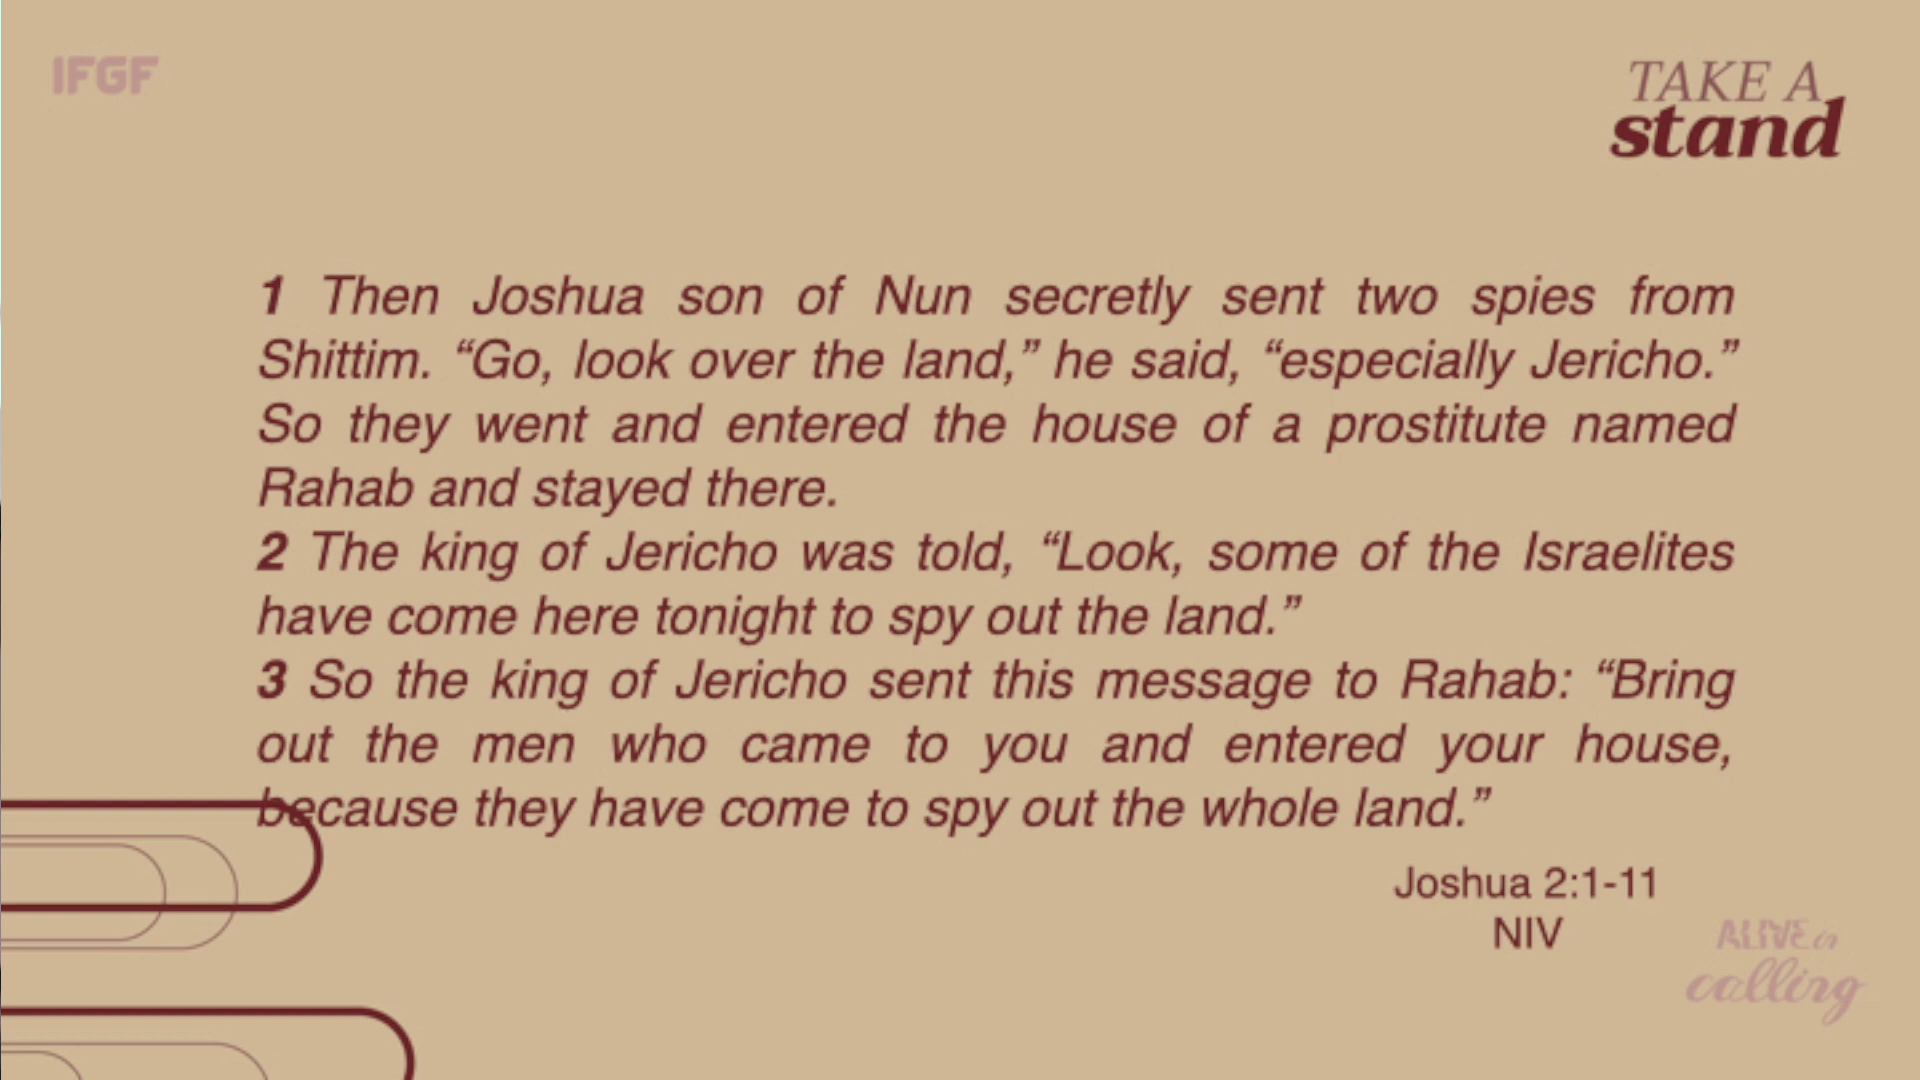 IFGF
TAKE A
stand
1 Then Joshua son of Nun secretly sent two spies from
Shittim. “Go, look over the land,” he said, “especially Jericho.”
So they went and entered the house of a prostitute named
Rahab and stayed there.
2 The king of Jericho was told, “Look, some of the Israelites
have come here tonight to spy out the land.”
3 So the king of Jericho sent this message to Rahab: “Bring
out the men who came to you and entered your house,
because they have come to spy out the whole land.”
Joshua 2:1-11
NIV
ALIVE in
calling